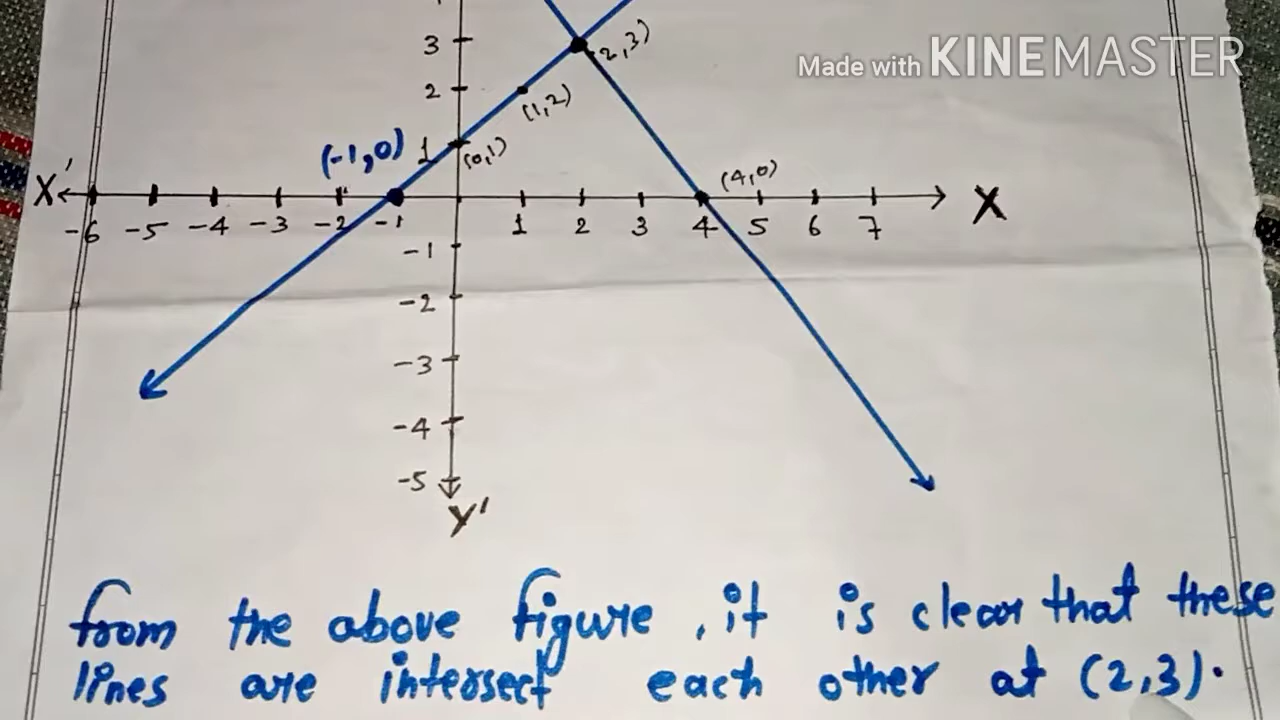 Made with KINEMASTER
3
(2,3)
2
(1,2)
(-1,0) 1 (0,1)
(4,0)
X' X
-6 -5 -4 -3 -2 -1 1 2 3 4 5 6 7
-1
-2
-3
-4
-5
Y'
from the above figure, it is clear that these
lines are intersect each other at (2,3).